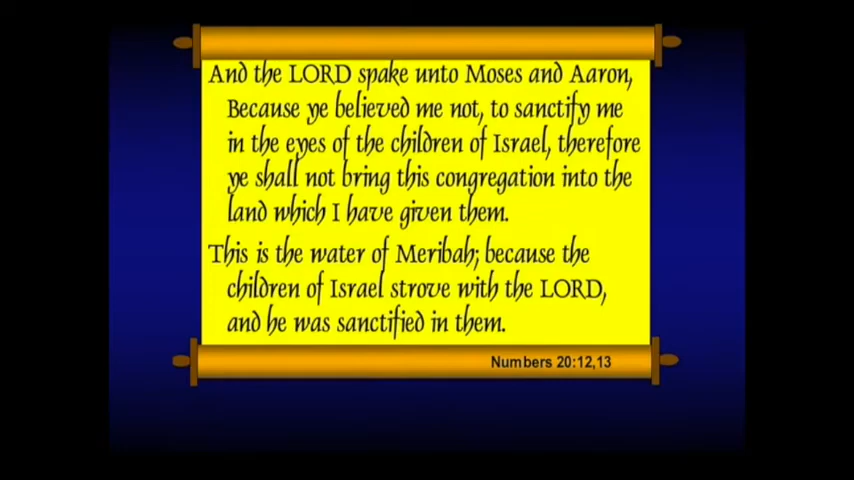 And the LORD spake unto Moses and Aaron,
Because ye believed me not, to sanctify me
in the eyes of the children of Israel, therefore
ye shall not bring this congregation into the
land which I have given them.
This is the water of Meribah; because the
children of Israel strove with the LORD,
and he was sanctified in them.
Numbers 20:12,13